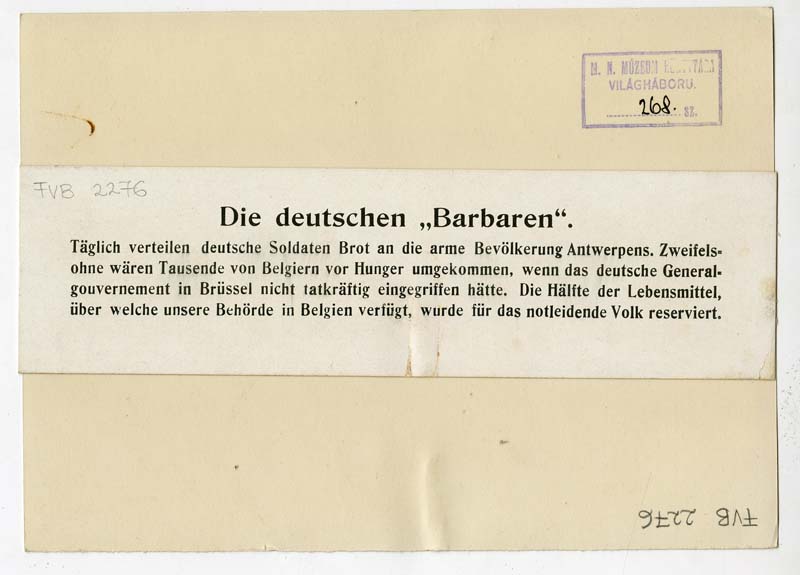 M. N. MÚZEUM
VILÁGHÁBORU.
268. SZ.
FVB 2276
Die deutschen „Barbaren“.
Täglich verteilen deutsche Soldaten Brot an die arme Bevölkerung Antwerpens. Zweifels-
ohne wären Tausende von Belgiern vor Hunger umgekommen, wenn das deutsche General-
gouvernement in Brüssel nicht tatkräftig eingegriffen hätte. Die Hälfte der Lebensmittel,
über welche unsere Behörde in Belgien verfügt, wurde für das notleidende Volk reserviert.
FVB 2276